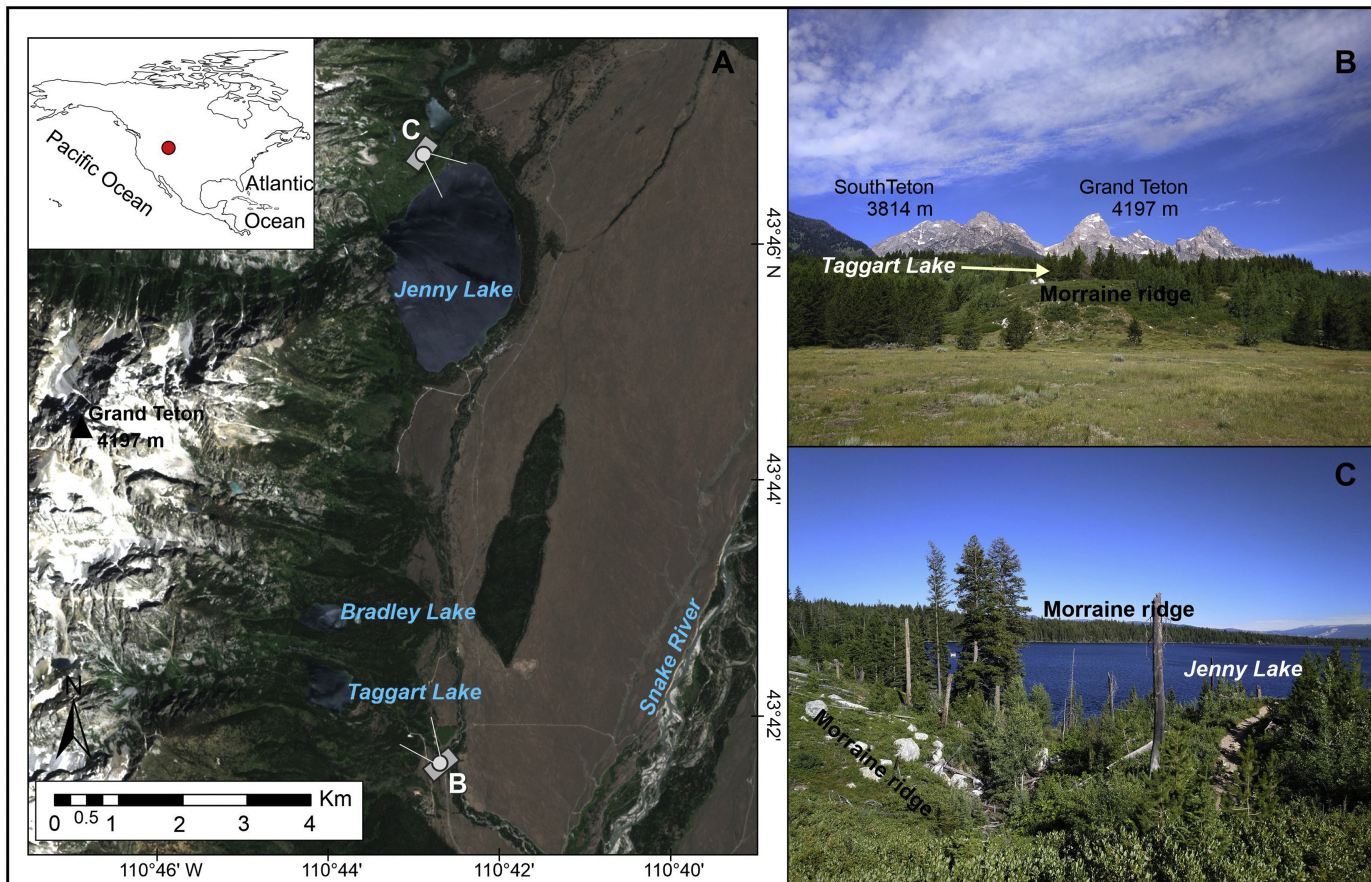 A
Pacific Ocean
Atlantic
Ocean
C
Jenny Lake
43°46' N
Grand Teton
4197 m
43°44'
Bradley Lake
Taggart Lake
Snake River
43°42'
N
B
Km
0 0.5 1 2 3 4
110°46' W 110°44' 110°42' 110°40'
B
SouthTeton
3814 m
Grand Teton
4197 m
Taggart Lake
Morraine ridge
C
Morraine ridge
Jenny Lake
Morraine ridge